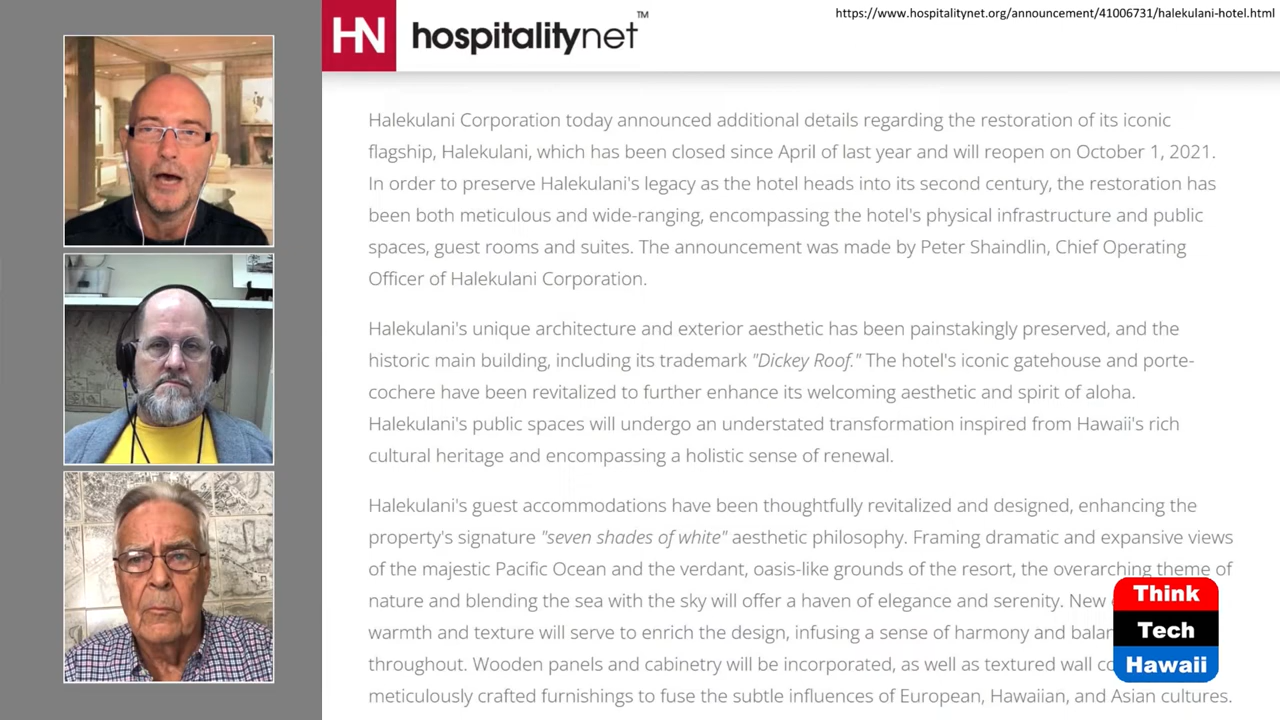 HN hospitalitynet™
https://www.hospitalitynet.org/announcement/41006731/halekulani-hotel.html
Halekulani Corporation today announced additional details regarding the restoration of its iconic
flagship, Halekulani, which has been closed since April of last year and will reopen on October 1, 2021.
In order to preserve Halekulani's legacy as the hotel heads into its second century, the restoration has
been both meticulous and wide-ranging, encompassing the hotel's physical infrastructure and public
spaces, guest rooms and suites. The announcement was made by Peter Shaindlin, Chief Operating
Officer of Halekulani Corporation.
Halekulani's unique architecture and exterior aesthetic has been painstakingly preserved, and the
historic main building, including its trademark "Dickey Roof." The hotel's iconic gatehouse and porte-
cochere have been revitalized to further enhance its welcoming aesthetic and spirit of aloha.
Halekulani's public spaces will undergo an understated transformation inspired from Hawaii's rich
cultural heritage and encompassing a holistic sense of renewal.
Halekulani's guest accommodations have been thoughtfully revitalized and designed, enhancing the
property's signature "seven shades of white" aesthetic philosophy. Framing dramatic and expansive views
of the majestic Pacific Ocean and the verdant, oasis-like grounds of the resort, the overarching theme of
nature and blending the sea with the sky will offer a haven of elegance and serenity. New
warmth and texture will serve to enrich the design, infusing a sense of harmony and
throughout. Wooden panels and cabinetry will be incorporated, as well as textured wall
meticulously crafted furnishings to fuse the subtle influences of European, Hawaiian, and Asian cultures.
Think
Tech
Hawaii